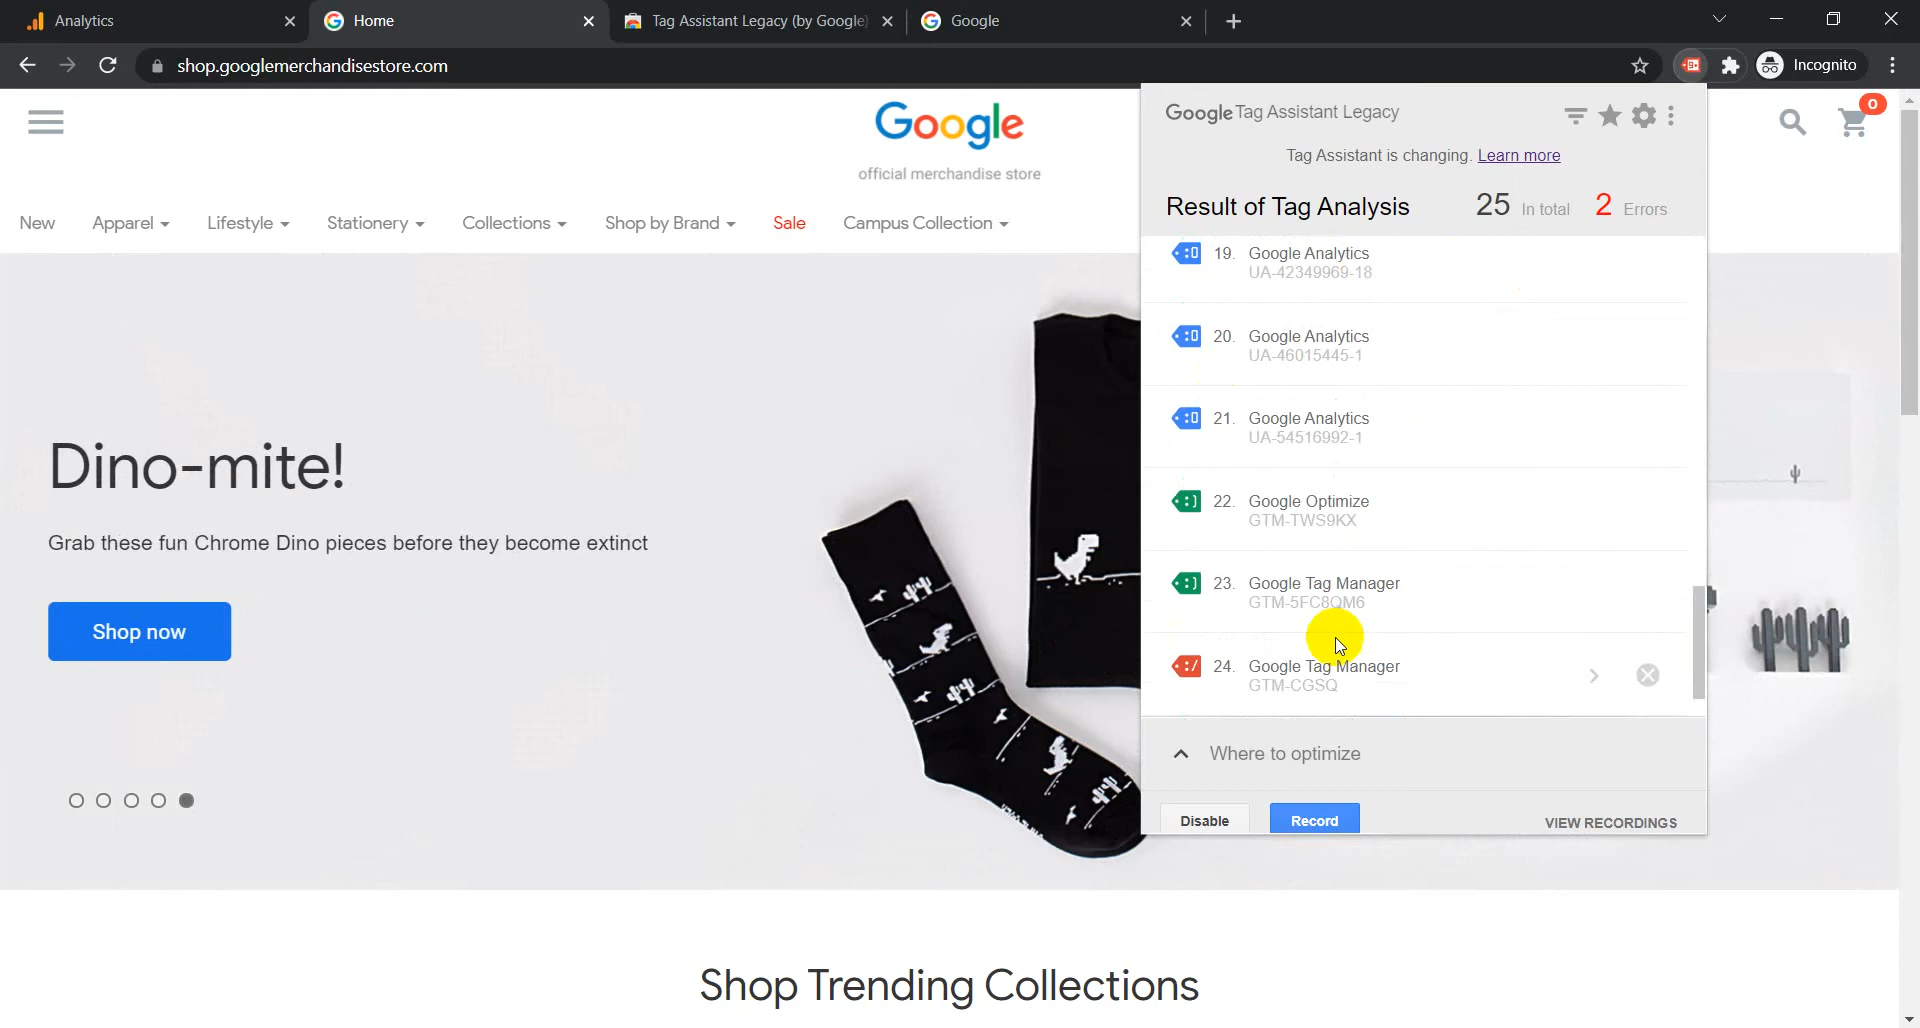 Analytics
Home
Tag Assistant Legacy (by Google)
Google
shop.googlemerchandisestore.com
Incognito
Google
official merchandise store
0
New
Apparel
Lifestyle
Stationery
Collections
Shop by Brand
Sale
Campus Collection
Dino-mite!
Grab these fun Chrome Dino pieces before they become extinct
Shop now
Google Tag Assistant Legacy
Tag Assistant is changing. Learn more
Result of Tag Analysis
25 In total
2 Errors
19. Google Analytics
UA-42349969-18
20. Google Analytics
UA-46015445-1
21. Google Analytics
UA-54516992-1
22. Google Optimize
GTM-TWS9KX
23. Google Tag Manager
GTM-5FC8QM6
24. Google Tag Manager
GTM-CGSQ
Where to optimize
Disable
Record
VIEW RECORDINGS
Shop Trending Collections